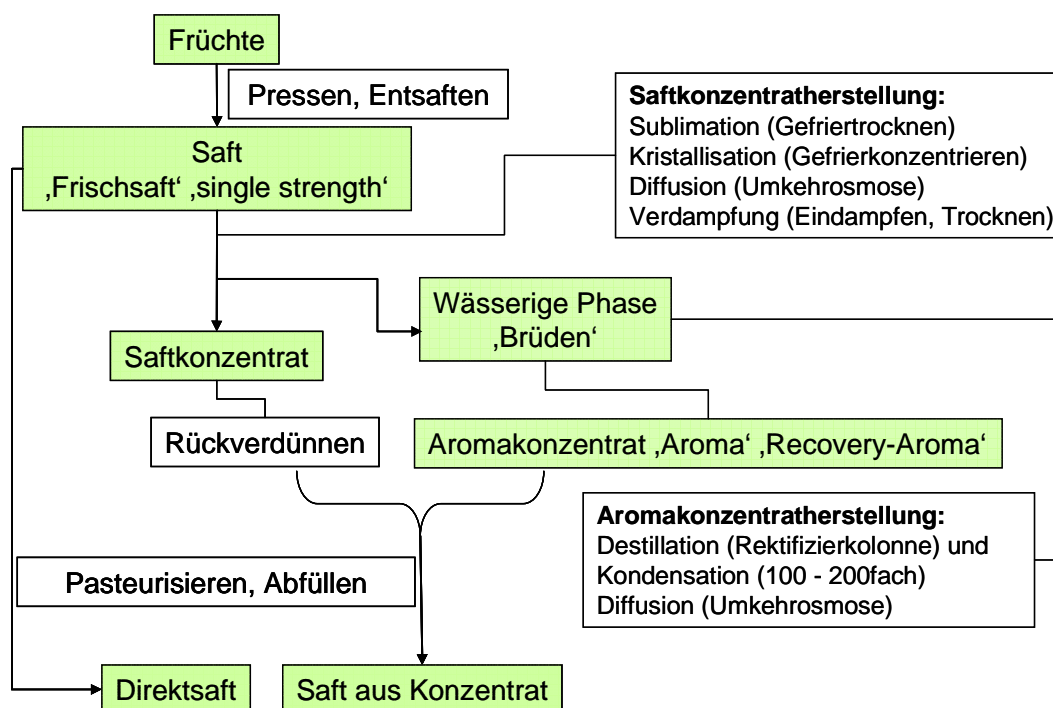 Früchte
Pressen, Entsaften
Saft
‚Frischsaft‘ ‚single strength‘
Saftkonzentratherstellung:
Sublimation (Gefriertrocknen)
Kristallisation (Gefrierkonzentrieren)
Diffusion (Umkehrosmose)
Verdampfung (Eindampfen, Trocknen)
Wässerige Phase
‚Brüden‘
Saftkonzentrat
Rückverdünnen
Aromakonzentrat ‚Aroma‘ ‚Recovery-Aroma‘
Aromakonzentratherstellung:
Destillation (Rektifizierkolonne) und
Kondensation (100 - 200fach)
Diffusion (Umkehrosmose)
Pasteurisieren, Abfüllen
Direktsaft
Saft aus Konzentrat